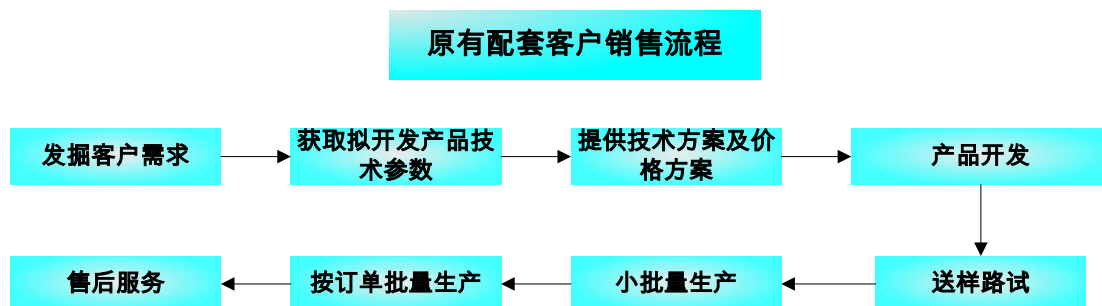 原有配套客户销售流程
发掘客户需求
获取拟开发产品技
术参数
提供技术方案及价
格方案
产品开发
售后服务
按订单批量生产
小批量生产
送样路试